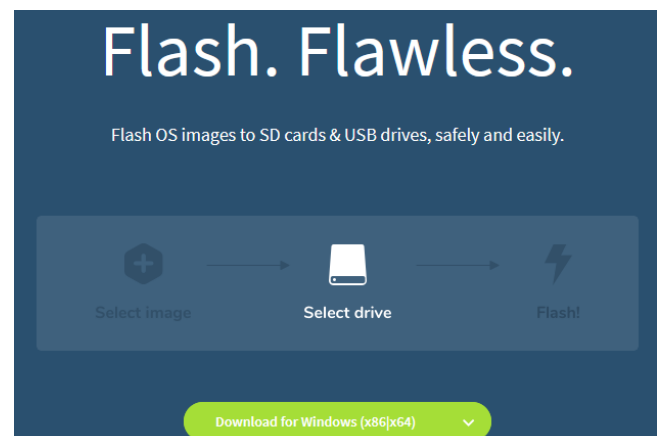 Flash. Flawless.
Flash OS images to SD cards & USB drives, safely and easily.
Select image
Select drive
Flash!
Download for Windows (x86|x64)